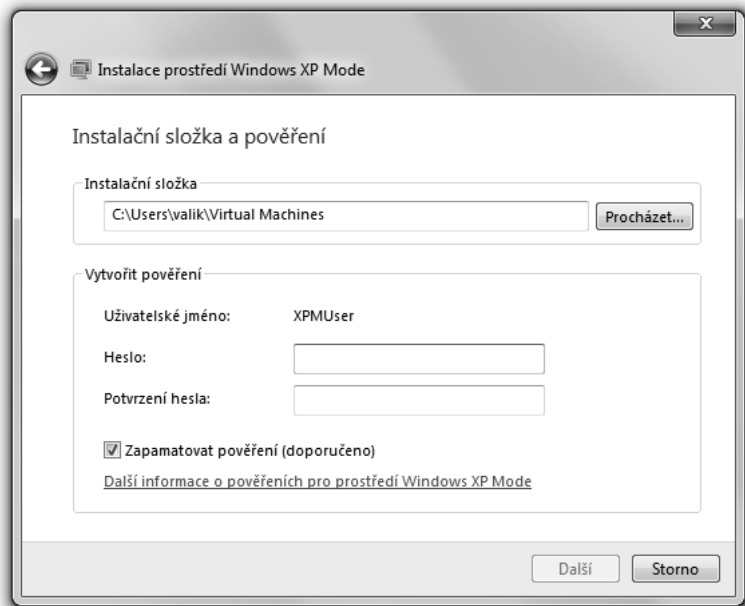 Instalace prostředí Windows XP Mode
Instalační složka a pověření
Instalační složka
C:\Users\valik\Virtual Machines
Procházet...
Vytvořit pověření
Uživatelské jméno: XPMUser
Heslo:
Potvrzení hesla:
Zapamatovat pověření (doporučeno)
Další informace o pověřeních pro prostředí Windows XP Mode
Další Storno